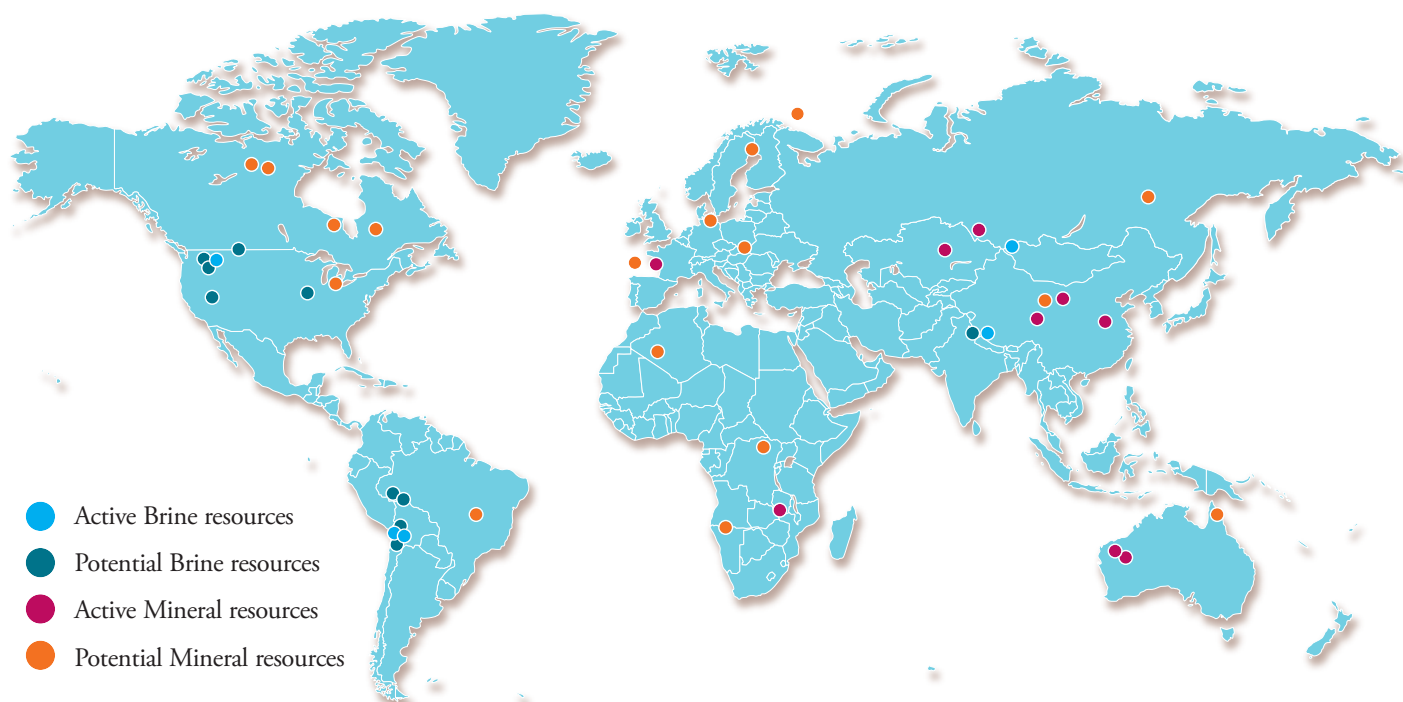 Active Brine resources
Potential Brine resources
Active Mineral resources
Potential Mineral resources